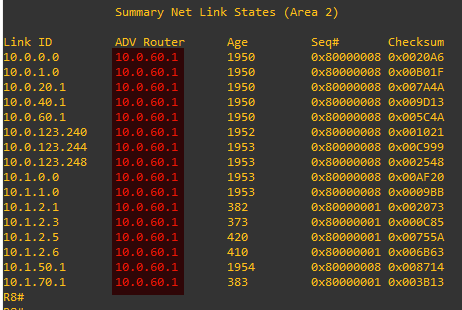 Summary Net Link States (Area 2)
Link ID ADV Router Age Seq# Checksum
10.0.0.0 10.0.60.1 1950 0x80000008 0x0020A6
10.0.1.0 10.0.60.1 1950 0x80000008 0x00B01F
10.0.20.1 10.0.60.1 1950 0x80000008 0x007A4A
10.0.40.1 10.0.60.1 1950 0x80000008 0x009D13
10.0.60.1 10.0.60.1 1950 0x80000008 0x005C4A
10.0.123.240 10.0.60.1 1952 0x80000008 0x001021
10.0.123.244 10.0.60.1 1953 0x80000008 0x00C999
10.0.123.248 10.0.60.1 1953 0x80000008 0x002548
10.1.0.0 10.0.60.1 1953 0x80000008 0x00AF20
10.1.1.0 10.0.60.1 1953 0x80000008 0x0009BB
10.1.2.1 10.0.60.1 382 0x80000001 0x002073
10.1.2.3 10.0.60.1 373 0x80000001 0x000C85
10.1.2.5 10.0.60.1 420 0x80000001 0x00755A
10.1.2.6 10.0.60.1 410 0x80000001 0x006B63
10.1.50.1 10.0.60.1 1954 0x80000008 0x008714
10.1.70.1 10.0.60.1 383 0x80000001 0x003B13
R8#